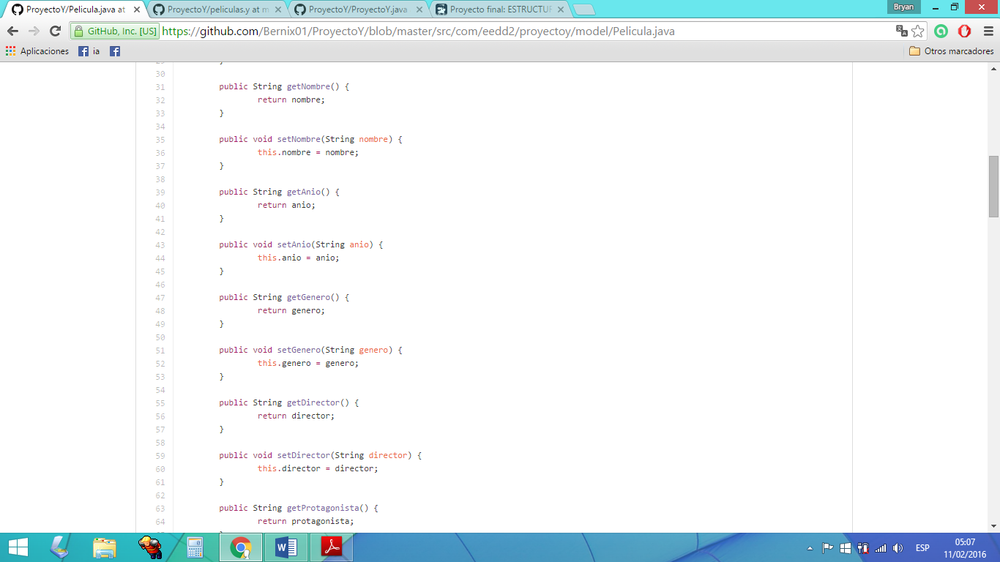 ProyectoY/Pelicula.java at
ProyectoY/peliculas.y at m
ProyectoY/ProyectoY.java
Proyecto final: ESTRUCTUR
Bryan
GitHub, Inc. [US]
https://github.com/Bernix01/ProyectoY/blob/master/src/com/eedd2/proyectoy/model/Pelicula.java
Aplicaciones
ia
Otros marcadores
30
31 public String getNombre() {
32 return nombre;
33 }
34
35 public void setNombre(String nombre) {
36 this.nombre = nombre;
37 }
38
39 public String getAnio() {
40 return anio;
41 }
42
43 public void setAnio(String anio) {
44 this.anio = anio;
45 }
46
47 public String getGenero() {
48 return genero;
49 }
50
51 public void setGenero(String genero) {
52 this.genero = genero;
53 }
54
55 public String getDirector() {
56 return director;
57 }
58
59 public void setDirector(String director) {
60 this.director = director;
61 }
62
63 public String getProtagonista() {
64 return protagonista;
ESP
05:07
11/02/2016